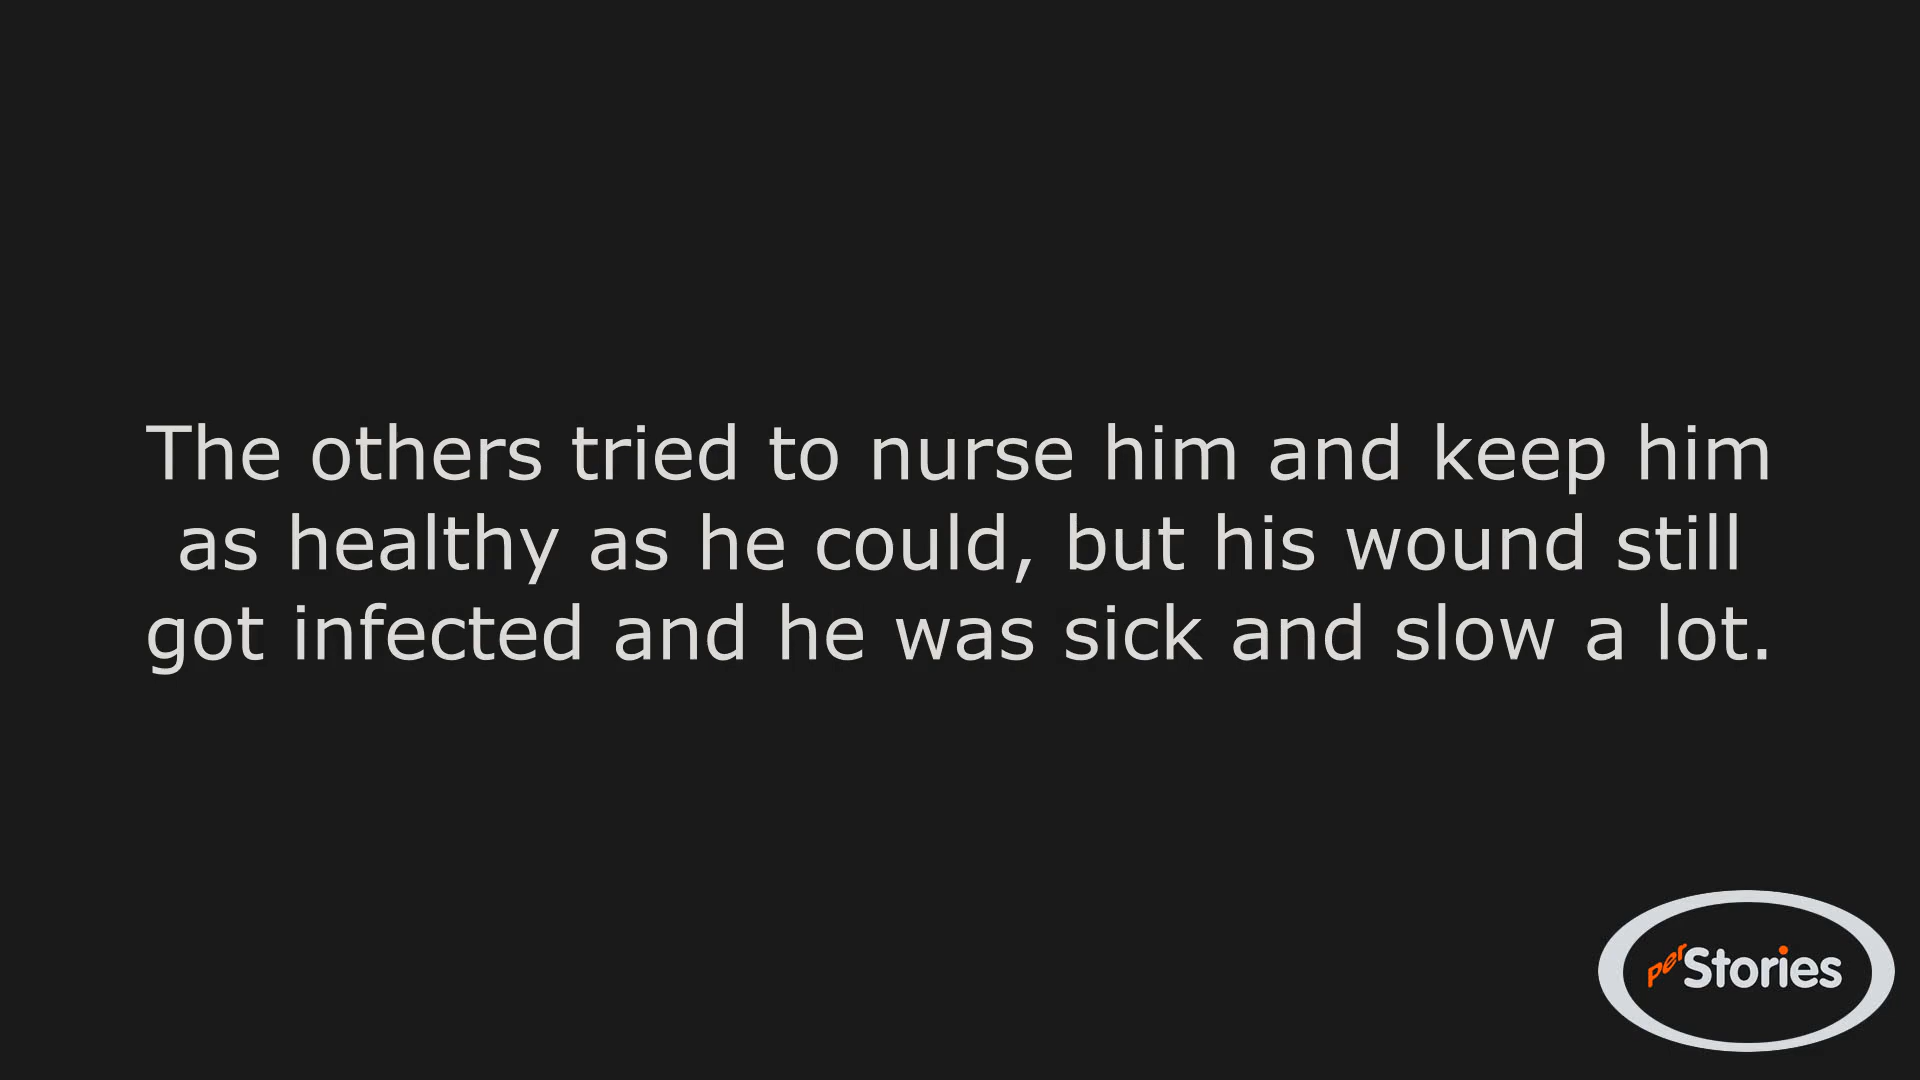 The others tried to nurse him and keep him
as healthy as he could, but his wound still
got infected and he was sick and slow a lot.
perStories